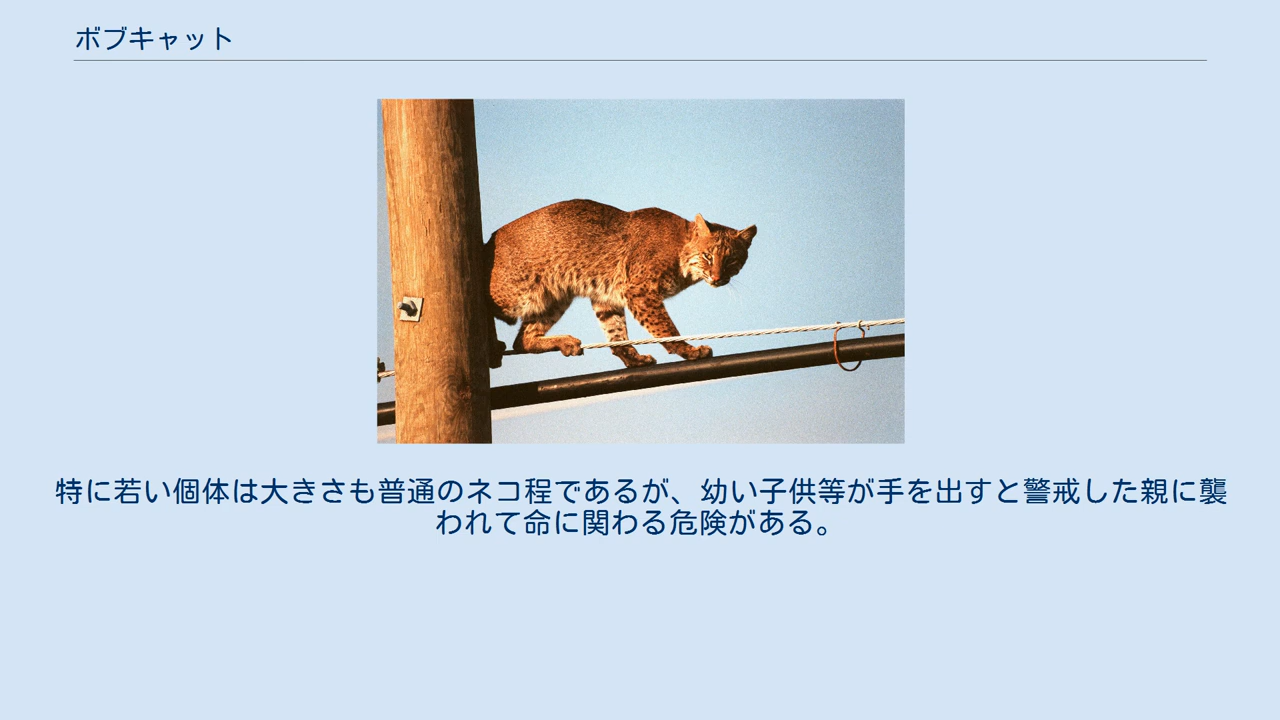 ボブキャット
特に若い個体は大きさも普通のネコ程であるが、幼い子供等が手を出すと警戒した親に襲
われて命に関わる危険がある。